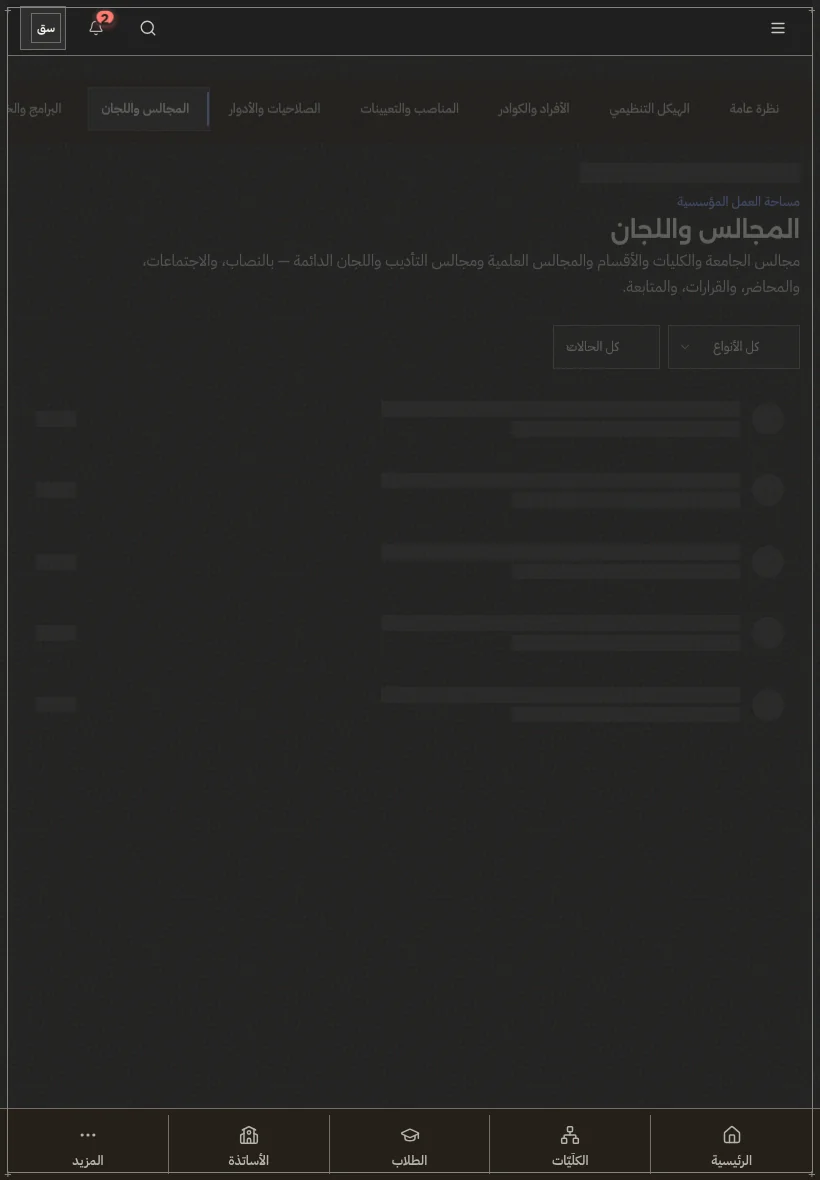 2
سق
نظرة عامة
الهيكل التنظيمي
الأفراد والكوادر
المناصب والتعيينات
الصلاحيات والأدوار
المجالس واللجان
البرامج
مساحة العمل المؤسسية
المجالس واللجان
مجالس الجامعة والكليات والأقسام والمجالس العلمية ومجالس التأديب واللجان الدائمة — بالنصاب، والاجتماعات،
والمحاضر، والقرارات، والمتابعة.
كل الأنواع
كل الحالات
الرئيسية
الكليّات
الطلاب
الأساتذة
المزيد